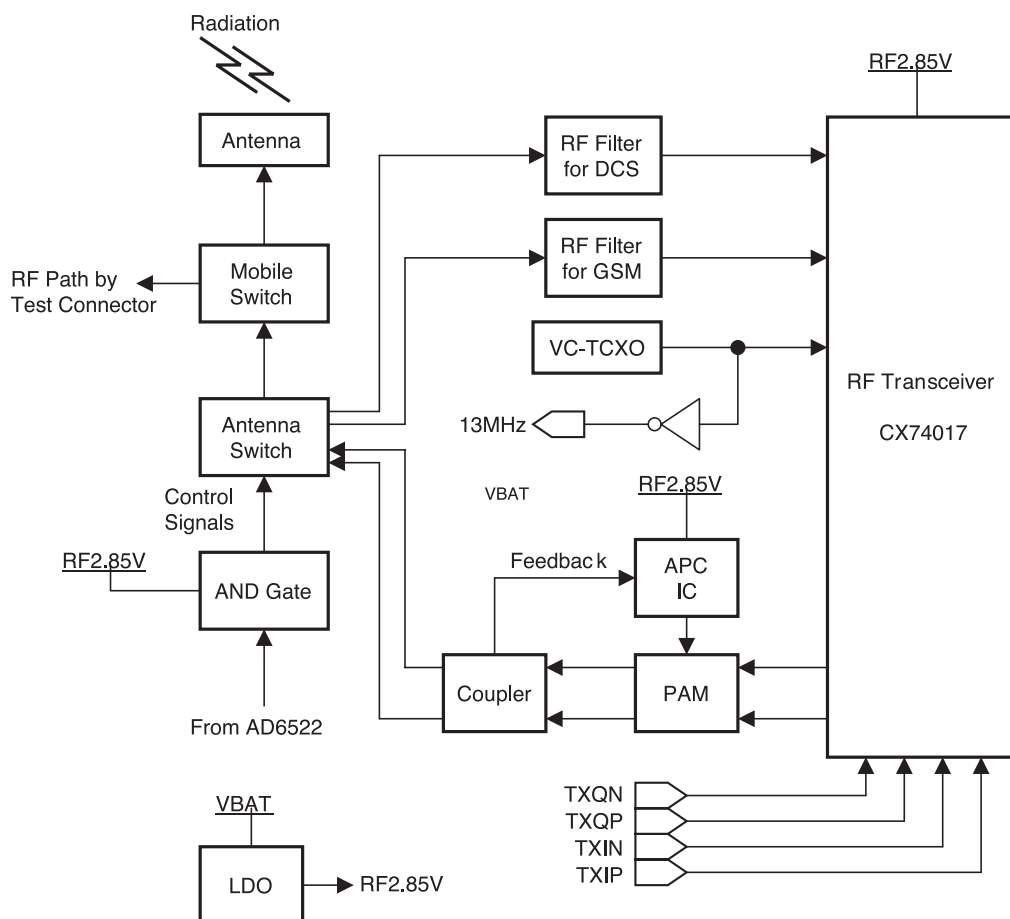 Radiation
RF2.85V
Antenna
RF Filter
for DCS
RF Path by
Test Connector
Mobile
Switch
RF Filter
for GSM
VC-TCXO
RF Transceiver
CX74017
13MHz
Antenna
Switch
Control
Signals
VBAT
RF2.85V
RF2.85V
AND Gate
Feedback
APC
IC
Coupler
PAM
From AD6522
TXQN
TXQP
TXIN
TXIP
VBAT
LDO
RF2.85V